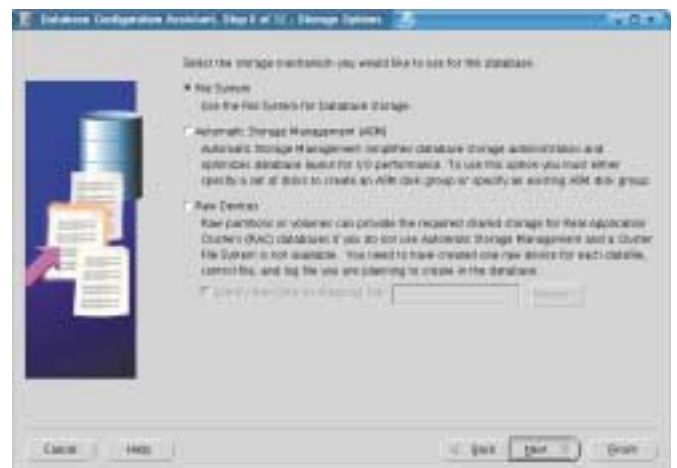 Database Configuration Assistant, Step 6 of 12 : Storage Options
Select the storage mechanism you would like to use for the database.
File System
Use the File System for Database storage.
Automatic Storage Management (ASM)
Automatic Storage Management simplifies database storage administration and
optimizes database layout for I/O performance. To use this option you must either
specify a set of disks to create an ASM disk group or specify an existing ASM disk group.
Raw Devices
Raw partitions or volumes can provide the required shared storage for Real Application
Clusters (RAC) databases if you do not use Automatic Storage Management and a Cluster
File System is not available. You need to have created one raw device for each datafile,
control file, and log file you are planning to create in the database.
Cancel
Help
Back
Next
Finish